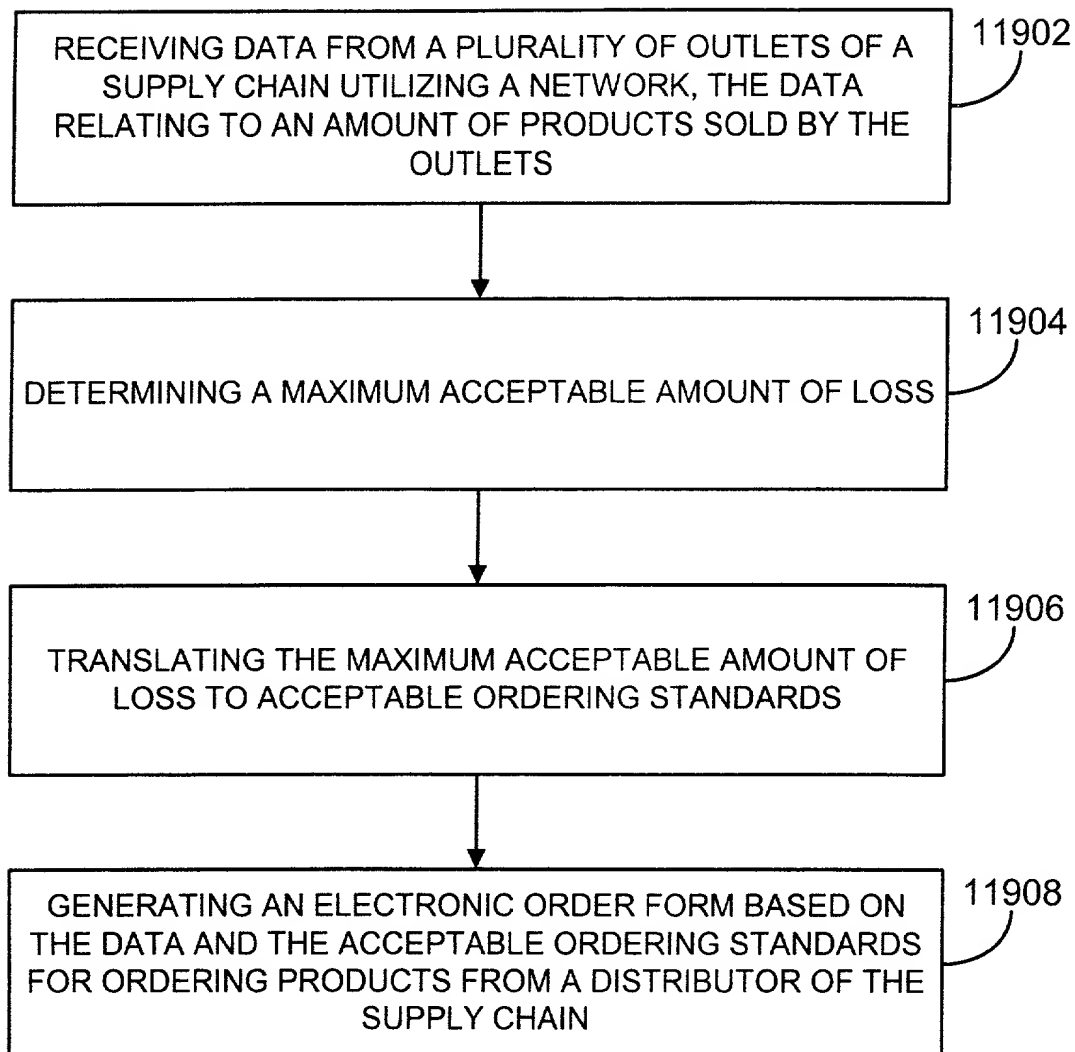 RECEIVING DATA FROM A PLURALITY OF OUTLETS OF A
SUPPLY CHAIN UTILIZING A NETWORK, THE DATA
RELATING TO AN AMOUNT OF PRODUCTS SOLD BY THE
OUTLETS
11902
DETERMINING A MAXIMUM ACCEPTABLE AMOUNT OF LOSS
11904
TRANSLATING THE MAXIMUM ACCEPTABLE AMOUNT OF
LOSS TO ACCEPTABLE ORDERING STANDARDS
11906
GENERATING AN ELECTRONIC ORDER FORM BASED ON
THE DATA AND THE ACCEPTABLE ORDERING STANDARDS
FOR ORDERING PRODUCTS FROM A DISTRIBUTOR OF THE
SUPPLY CHAIN
11908